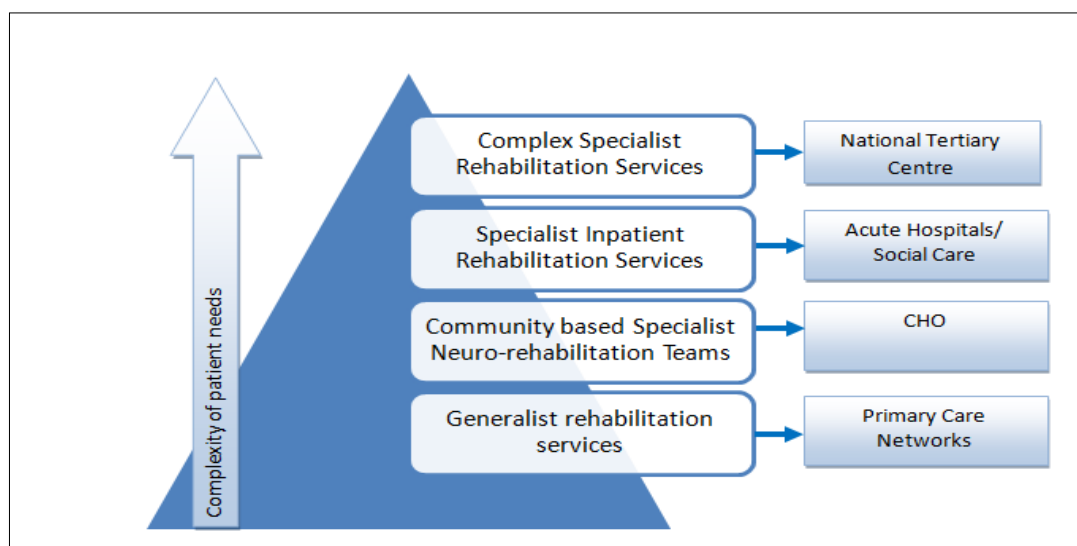 Complexity of patient needs
Complex Specialist
Rehabilitation Services
National Tertiary
Centre
Specialist Inpatient
Rehabilitation Services
Acute Hospitals/
Social Care
Community based Specialist
Neuro-rehabilitation Teams
CHO
Generalist rehabilitation
services
Primary Care
Networks